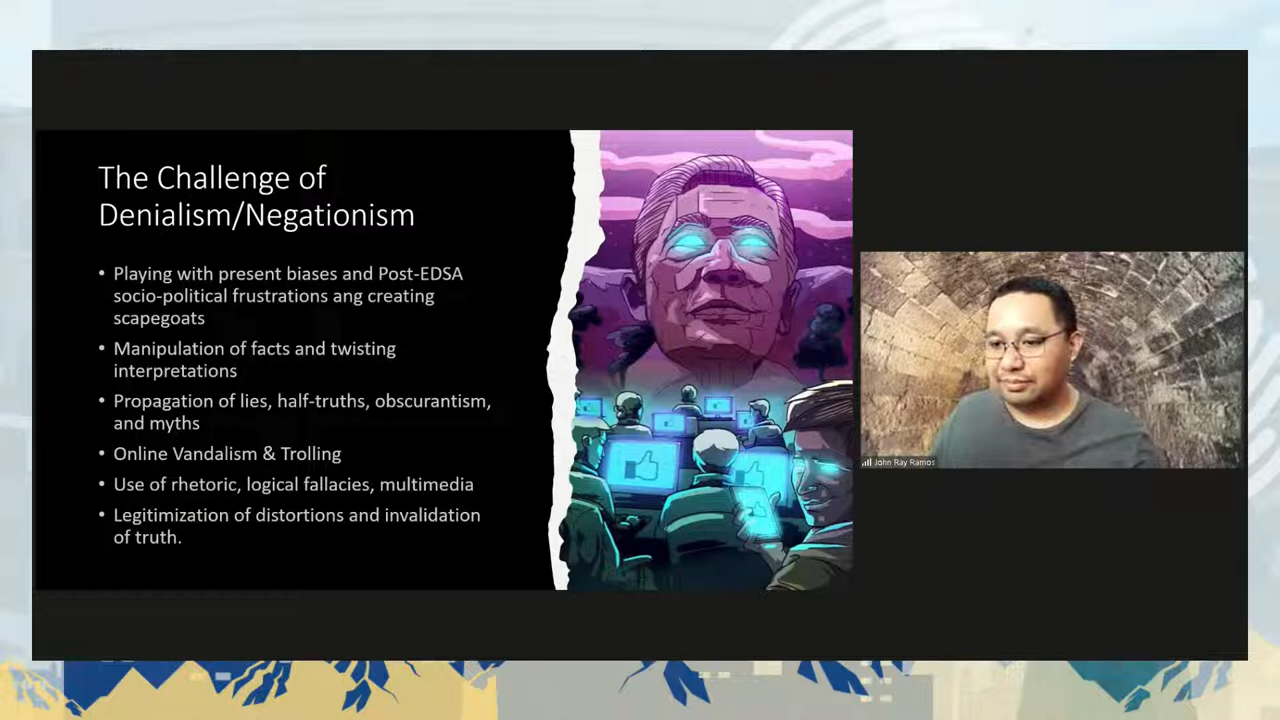 The Challenge of
Denialism/Negationism
• Playing with present biases and Post-EDSA
socio-political frustrations ang creating
scapegoats
• Manipulation of facts and twisting
interpretations
• Propagation of lies, half-truths, obscurantism,
and myths
• Online Vandalism & Trolling
• Use of rhetoric, logical fallacies, multimedia
• Legitimization of distortions and invalidation
of truth.
John Ray Ramos